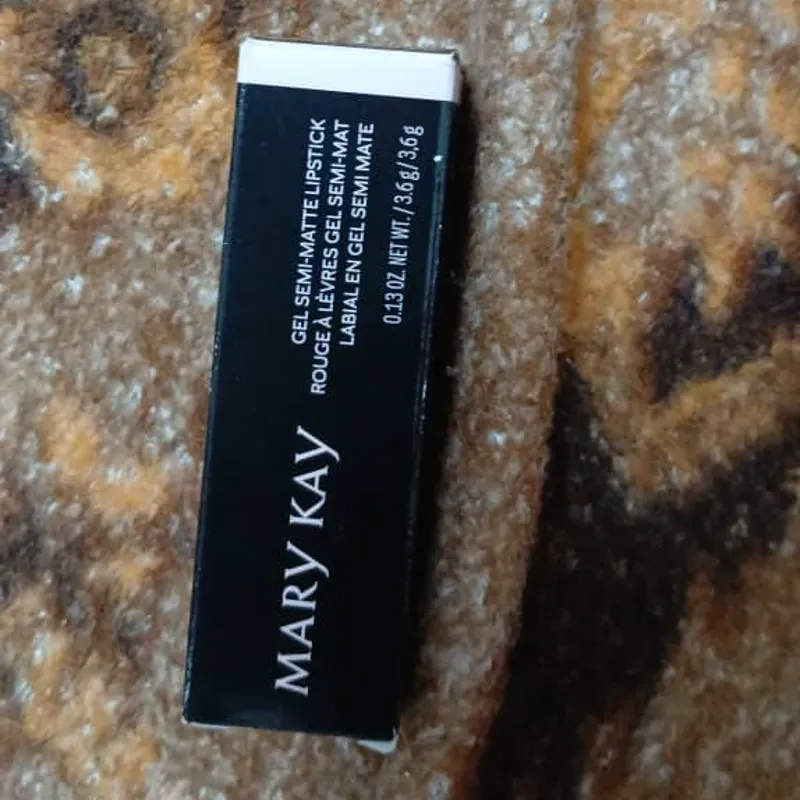 MARY KAY
GEL SEMI-MATTE LIPSTICK
ROUGE À LÈVRES GEL SEMI-MAT
LABIAL EN GEL SEMI MATE
0.13 OZ. NET WT. / 3.6 g / 3,6 g